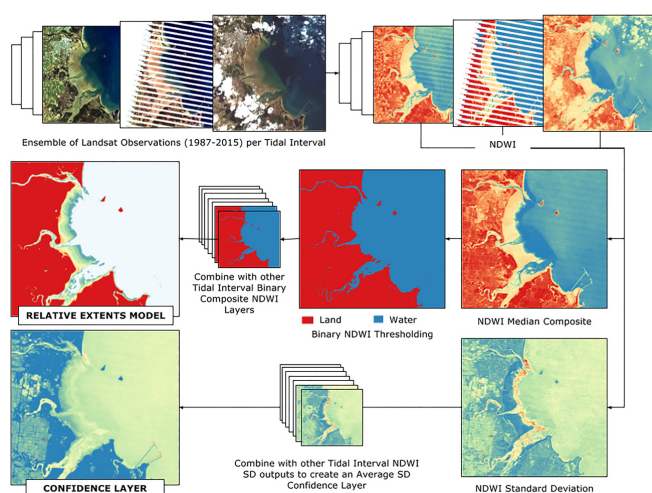 Ensemble of Landsat Observations (1987-2015) per Tidal Interval
NDWI
RELATIVE EXTENTS MODEL
Combine with other
Tidal Interval Binary
Composite NDWI
Layers
Land
Water
Binary NDWI Thresholding
NDWI Median Composite
CONFIDENCE LAYER
Combine with other Tidal Interval NDWI
SD outputs to create an Average SD
Confidence Layer
NDWI Standard Deviation